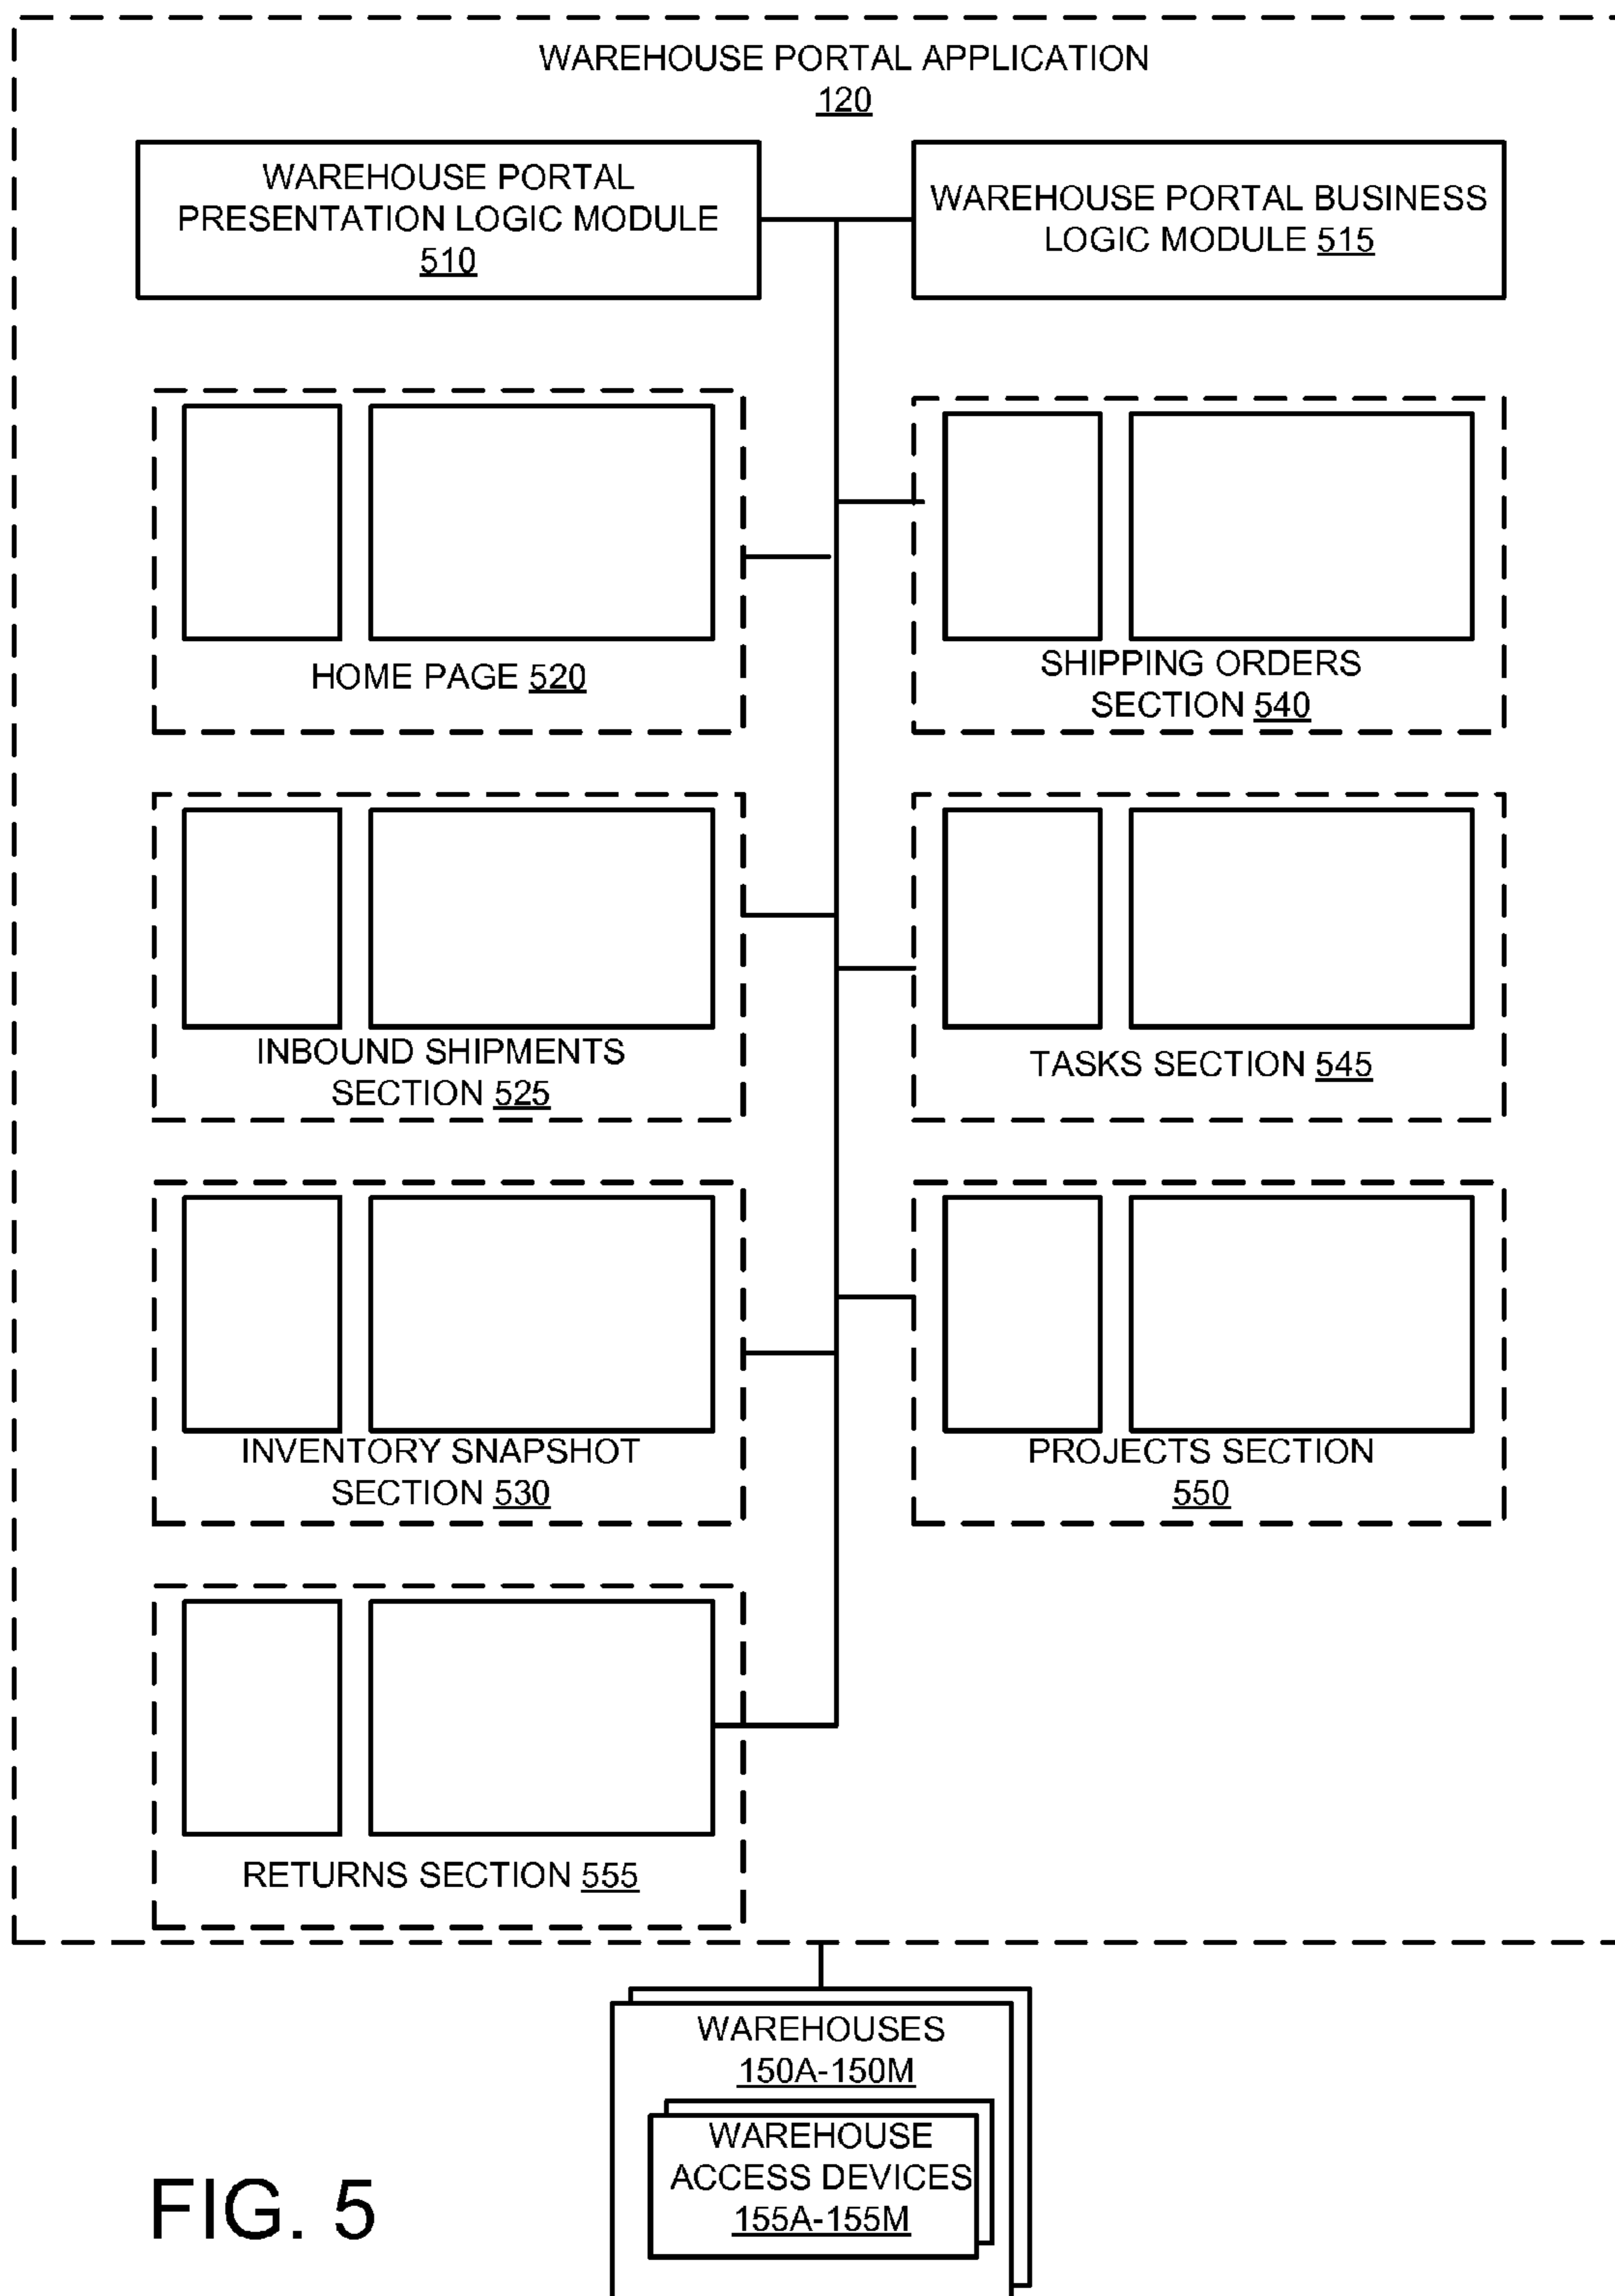 WAREHOUSE PORTAL APPLICATION
120
WAREHOUSE PORTAL
PRESENTATION LOGIC MODULE
510
WAREHOUSE PORTAL BUSINESS
LOGIC MODULE 515
HOME PAGE 520
SHIPPING ORDERS
SECTION 540
INBOUND SHIPMENTS
SECTION 525
TASKS SECTION 545
INVENTORY SNAPSHOT
SECTION 530
PROJECTS SECTION
550
RETURNS SECTION 555
WAREHOUSES
150A-150M
WAREHOUSE
ACCESS DEVICES
155A-155M
FIG. 5